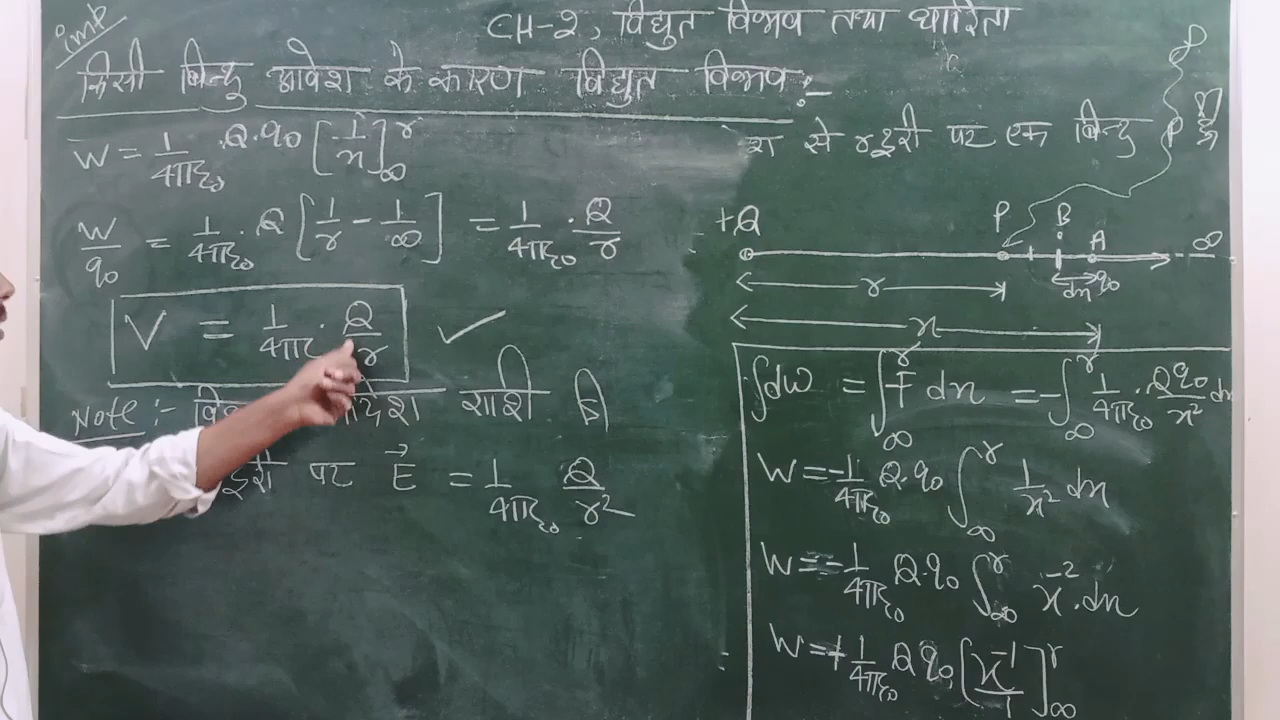 imp
CH-2, विद्युत विभव तथा धारिता
किसी बिन्दु आवेश के कारण विद्युत विभव :-
W = 1/4πε₀ . Q.q₀ [1/x]ᵣ∞
W/q₀ = 1/4πε₀ . Q [1/r - 1/∞] = 1/4πε₀ . Q/r
V = 1/4πε . Q/r ✓
Note :- राशी है
दूरी पर E⃗ = 1/4πε₀ Q/r²
श से r दूरी पर एक बिन्दु P है
+Q P B A ∞
dx q₀
r
x
∫dw = ∫∞ʳ F dx = -∫∞ʳ 1/4πε₀ . Qq₀/x² dx
W = -1/4πε₀ Q.q₀ ∫∞ʳ 1/x² dx
W = -1/4πε₀ Q.q₀ ∫∞ʳ x⁻² . dx
W = +1/4πε₀ Qq₀ [x⁻¹/1]∞ʳ